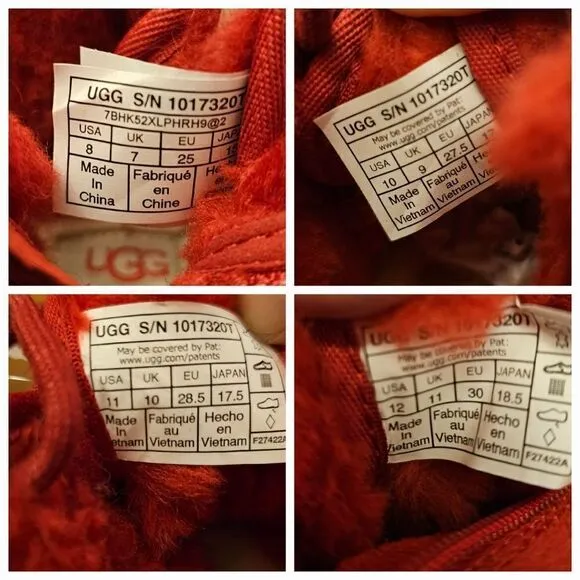 UGG S/N 1017320T
7BHK52XLPHRH9@2
USA UK EU JAPAN
8 7 25
Made Fabriqué
In en
China Chine
UGG
UGG S/N 1017320T
May be covered by Pat:
www.ugg.com/patents
USA UK EU
10 9 27.5
Made Fabriqué
In au
Vietnam Vietnam
UGG S/N 1017320T
May be covered by Pat:
www.ugg.com/patents
USA UK EU JAPAN
11 10 28.5 17.5
Made Fabriqué Hecho
In au en
Vietnam Vietnam Vietnam
F27422A
UGG S/N 1017320T
May be covered by Pat:
www.ugg.com/patents
USA UK EU JAPAN
12 11 30 18.5
Made Fabriqué Hecho
In au en
Vietnam Vietnam Vietnam
F27422A